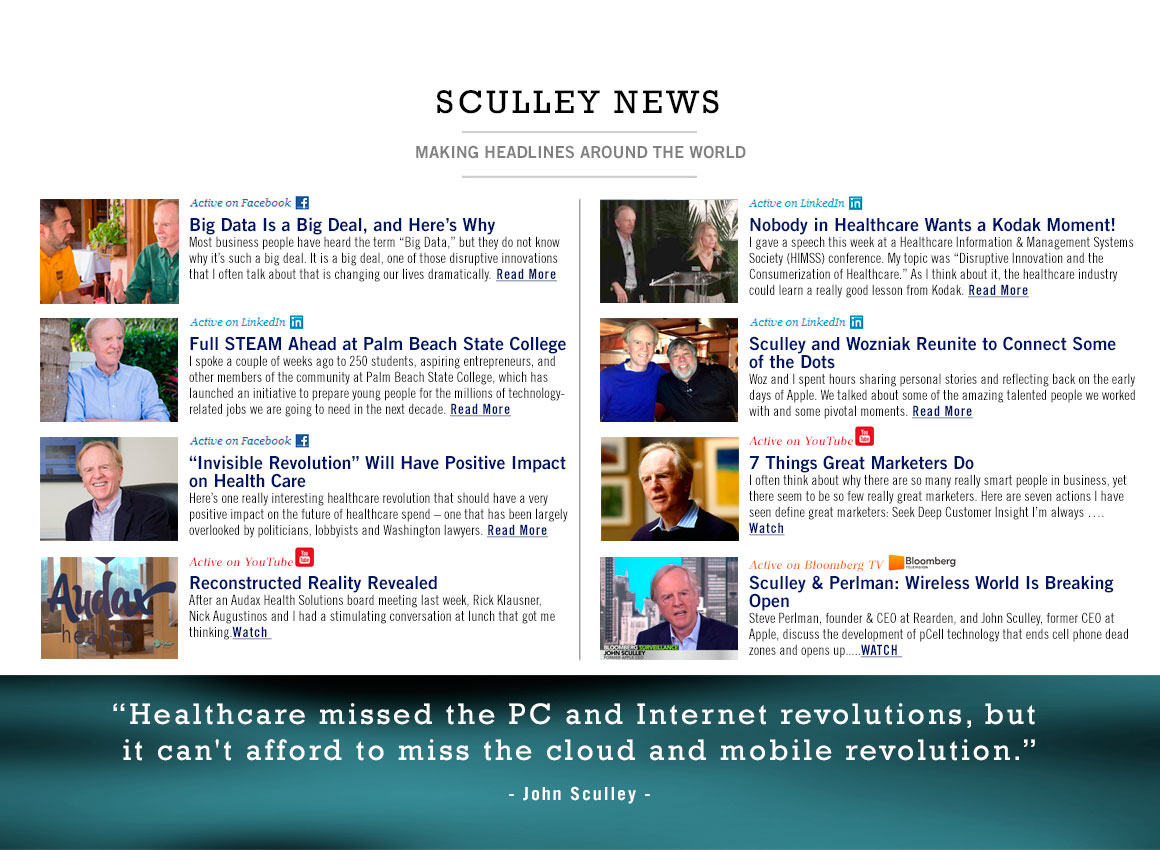 SCULLEY NEWS
MAKING HEADLINES AROUND THE WORLD
Active on Facebook
Big Data Is a Big Deal, and Here’s Why
Most business people have heard the term “Big Data,” but they do not know
why it’s such a big deal. It is a big deal, one of those disruptive innovations
that I often talk about that is changing our lives dramatically. Read More
Active on LinkedIn in
Full STEAM Ahead at Palm Beach State College
I spoke a couple of weeks ago to 250 students, aspiring entrepreneurs, and
other members of the community at Palm Beach State College, which has
launched an initiative to prepare young people for the millions of technology-
related jobs we are going to need in the next decade. Read More
Active on Facebook
“Invisible Revolution” Will Have Positive Impact
on Health Care
Here’s one really interesting healthcare revolution that should have a very
positive impact on the future of healthcare spend – one that has been largely
overlooked by politicians, lobbyists and Washington lawyers. Read More
Audax
health
Active on YouTube You Tube
Reconstructed Reality Revealed
After an Audax Health Solutions board meeting last week, Rick Klausner,
Nick Augustinos and I had a stimulating conversation at lunch that got me
thinking.Watch
Active on LinkedIn in
Nobody in Healthcare Wants a Kodak Moment!
I gave a speech this week at a Healthcare Information & Management Systems
Society (HIMSS) conference. My topic was “Disruptive Innovation and the
Consumerization of Healthcare.” As I think about it, the healthcare industry
could learn a really good lesson from Kodak. Read More
Active on LinkedIn in
Sculley and Wozniak Reunite to Connect Some
of the Dots
Woz and I spent hours sharing personal stories and reflecting back on the early
days of Apple. We talked about some of the amazing talented people we worked
with and some pivotal moments. Read More
Active on YouTube You Tube
7 Things Great Marketers Do
I often think about why there are so many really smart people in business, yet
there seem to be so few really great marketers. Here are seven actions I have
seen define great marketers: Seek Deep Customer Insight I’m always ….
Watch
BLOOMBERG SURVEILLANCE
JOHN SCULLEY
FORMER APPLE CEO
Active on Bloomberg TV Bloomberg
TELEVISION
Sculley & Perlman: Wireless World Is Breaking
Open
Steve Perlman, founder & CEO at Rearden, and John Sculley, former CEO at
Apple, discuss the development of pCell technology that ends cell phone dead
zones and opens up.....WATCH
“Healthcare missed the PC and Internet revolutions, but
it can't afford to miss the cloud and mobile revolution.”
- John Sculley -